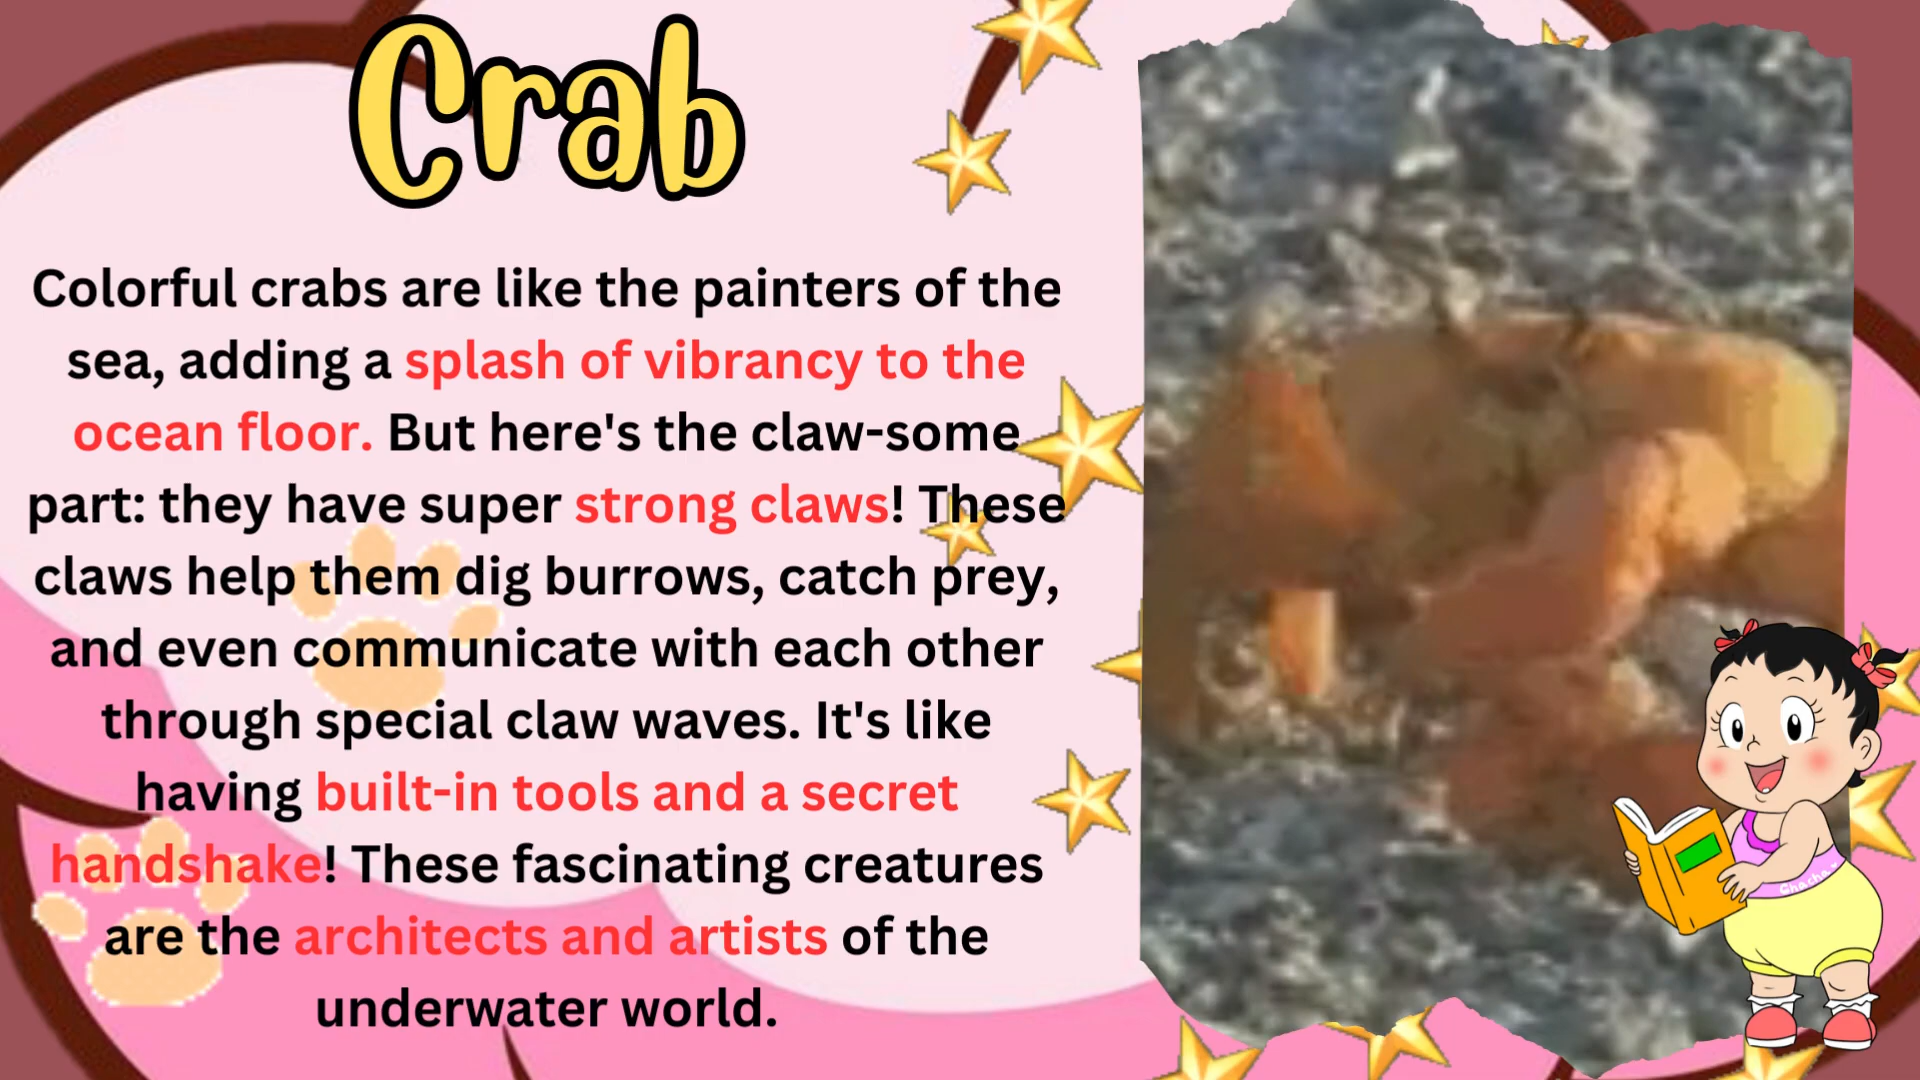 Crab
Colorful crabs are like the painters of the
sea, adding a splash of vibrancy to the
ocean floor. But here's the claw-some
part: they have super strong claws! These
claws help them dig burrows, catch prey,
and even communicate with each other
through special claw waves. It's like
having built-in tools and a secret
handshake! These fascinating creatures
are the architects and artists of the
underwater world.
Chacha